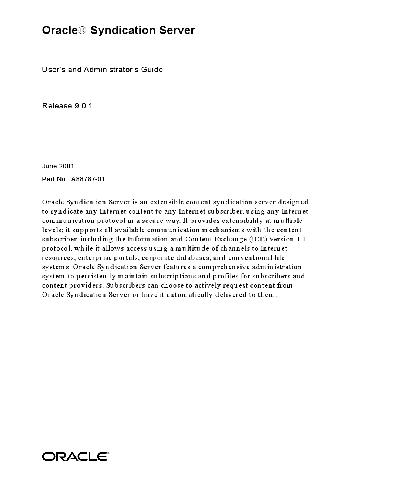 Oracle® Syndication Server
User's and Administrator's Guide
Release 9.0.1
June 2001
Part No. A88787-01
Oracle Syndication Server is an extensible content syndication server designed
to syndicate any Internet content to any Internet subscriber, using any Internet
communication protocol in a secure way. It provides extensibility at multiple
levels; it supports all available communication mechanisms with the content
subscriber including the Information and Content Exchange (ICE) version 1.1
protocol, while it allows access using a multitude of channels to Internet
resources, enterprise portals, corporate databases, and conventional file
systems. Oracle Syndication Server features a comprehensive administration
system to persistently maintain subscriptions and profiles for subscribers and
content providers. Subscribers can choose to actively request content from
Oracle Syndication Server or have it automatically delivered to them.
ORACLE®